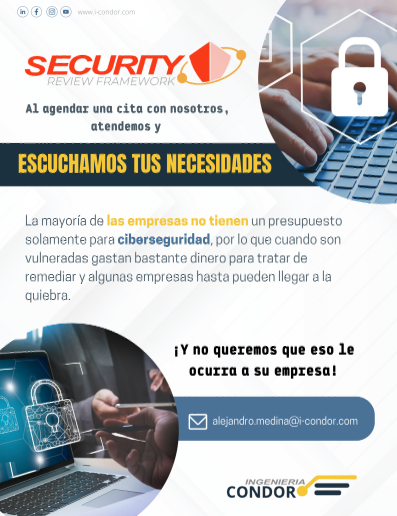 www.i-condor.com
SECURITY
REVIEW FRAMEWORK
Al agendar una cita con nosotros,
atendemos y
ESCUCHAMOS TUS NECESIDADES
La mayoría de las empresas no tienen un presupuesto
solamente para ciberseguridad, por lo que cuando son
vulneradas gastan bastante dinero para tratar de
remediar y algunas empresas hasta pueden llegar a la
quiebra.
¡Y no queremos que eso le
ocurra a su empresa!
alejandro.medina@i-condor.com
INGENIERIA
CONDOR